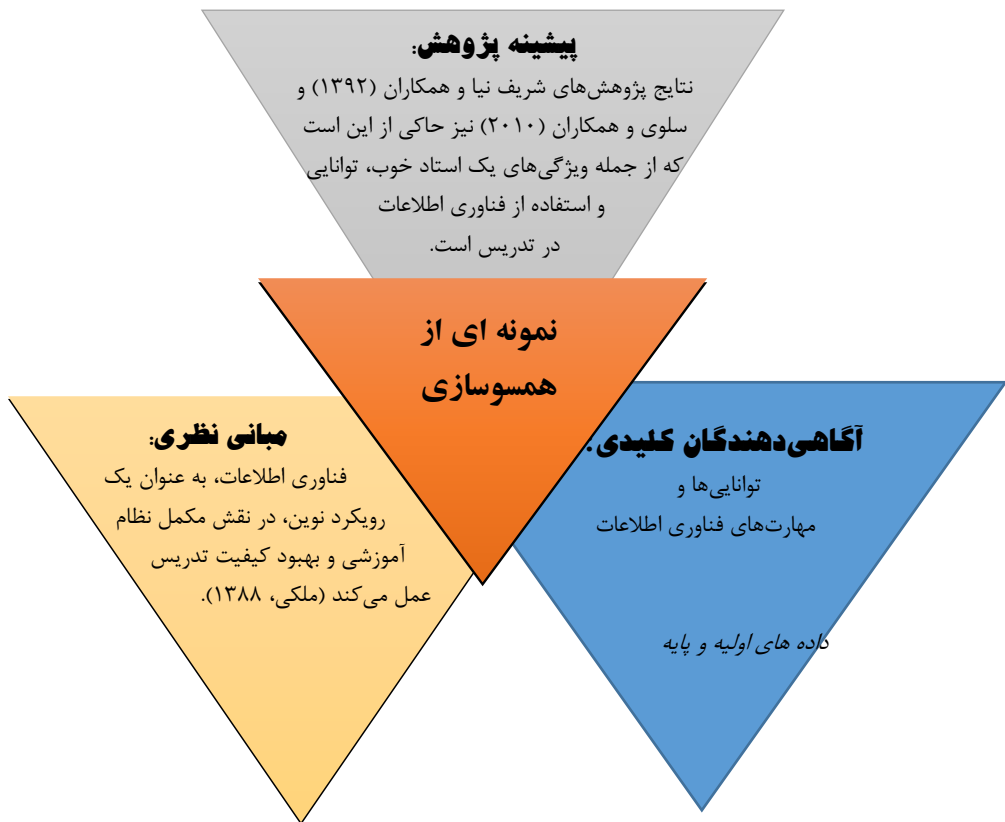 پیشینه پژوهش:
نتایج پژوهش‌های شریف نیا و همکاران (۱۳۹۲) و
سلوی و همکاران (۲۰۱۰) نیز حاکی از این است
که از جمله ویژگی‌های یک استاد خوب، توانایی
و استفاده از فناوری اطلاعات
در تدریس است.
نمونه ای از
همسوسازی
آگاهی‌دهندگان کلیدی:
توانایی‌ها و
مهارت‌های فناوری اطلاعات
داده های اولیه و پایه
مبانی نظری:
فناوری اطلاعات، به عنوان یک
رویکرد نوین، در نقش مکمل نظام
آموزشی و بهبود کیفیت تدریس
عمل می‌کند (ملکی، ۱۳۸۸).